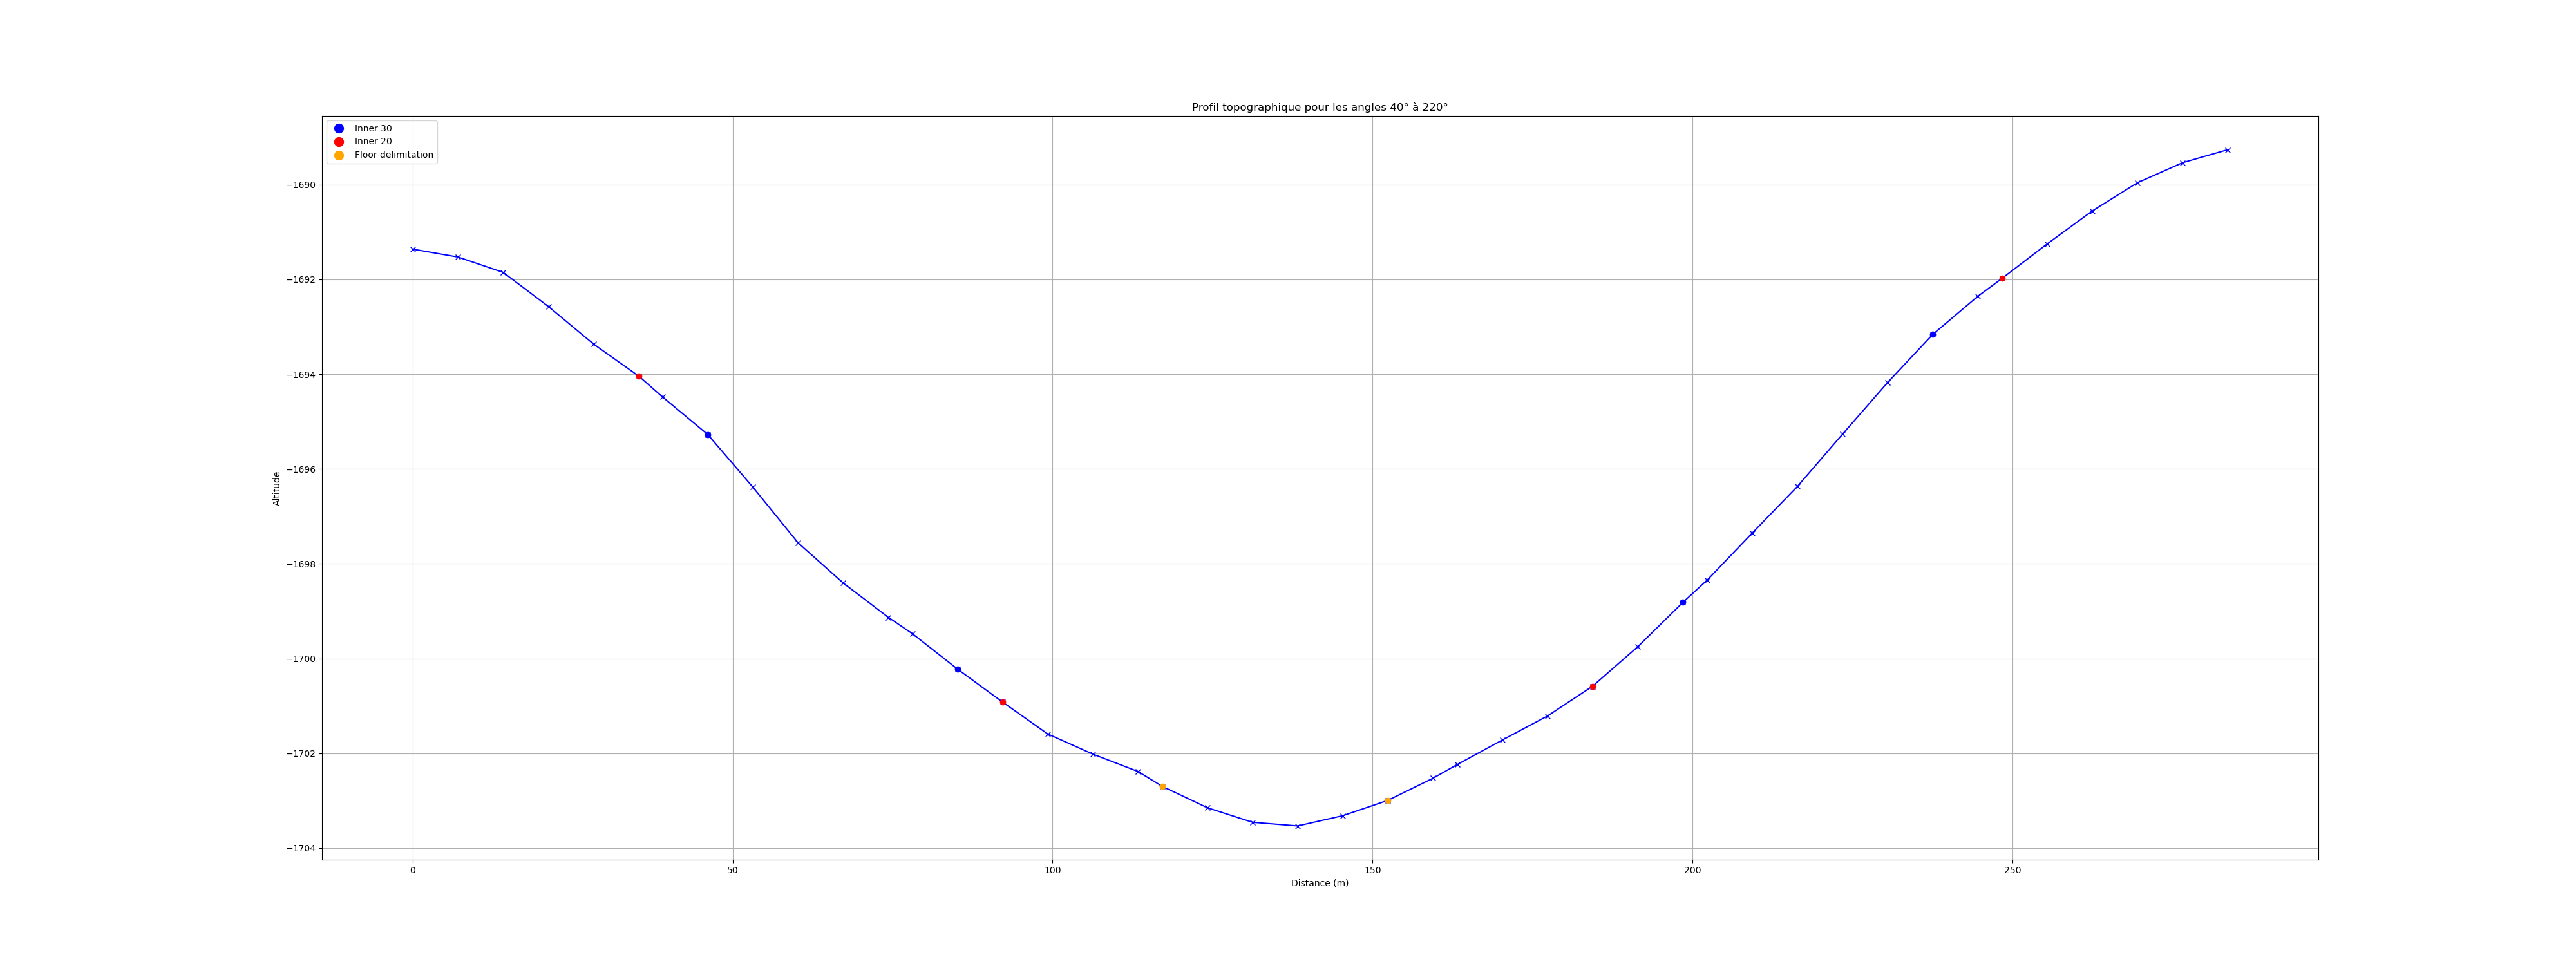 Profil topographique pour les angles 40° à 220°
Inner 30
Inner 20
Floor delimitation
−1690
−1692
−1694
−1696
−1698
−1700
−1702
−1704
Altitude
0 50 100 150 200 250
Distance (m)